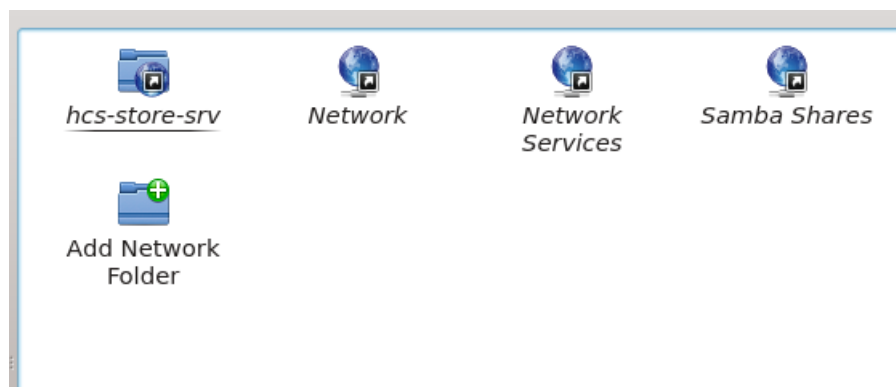 hcs-store-srv
Network
Network
Services
Samba Shares
Add Network
Folder